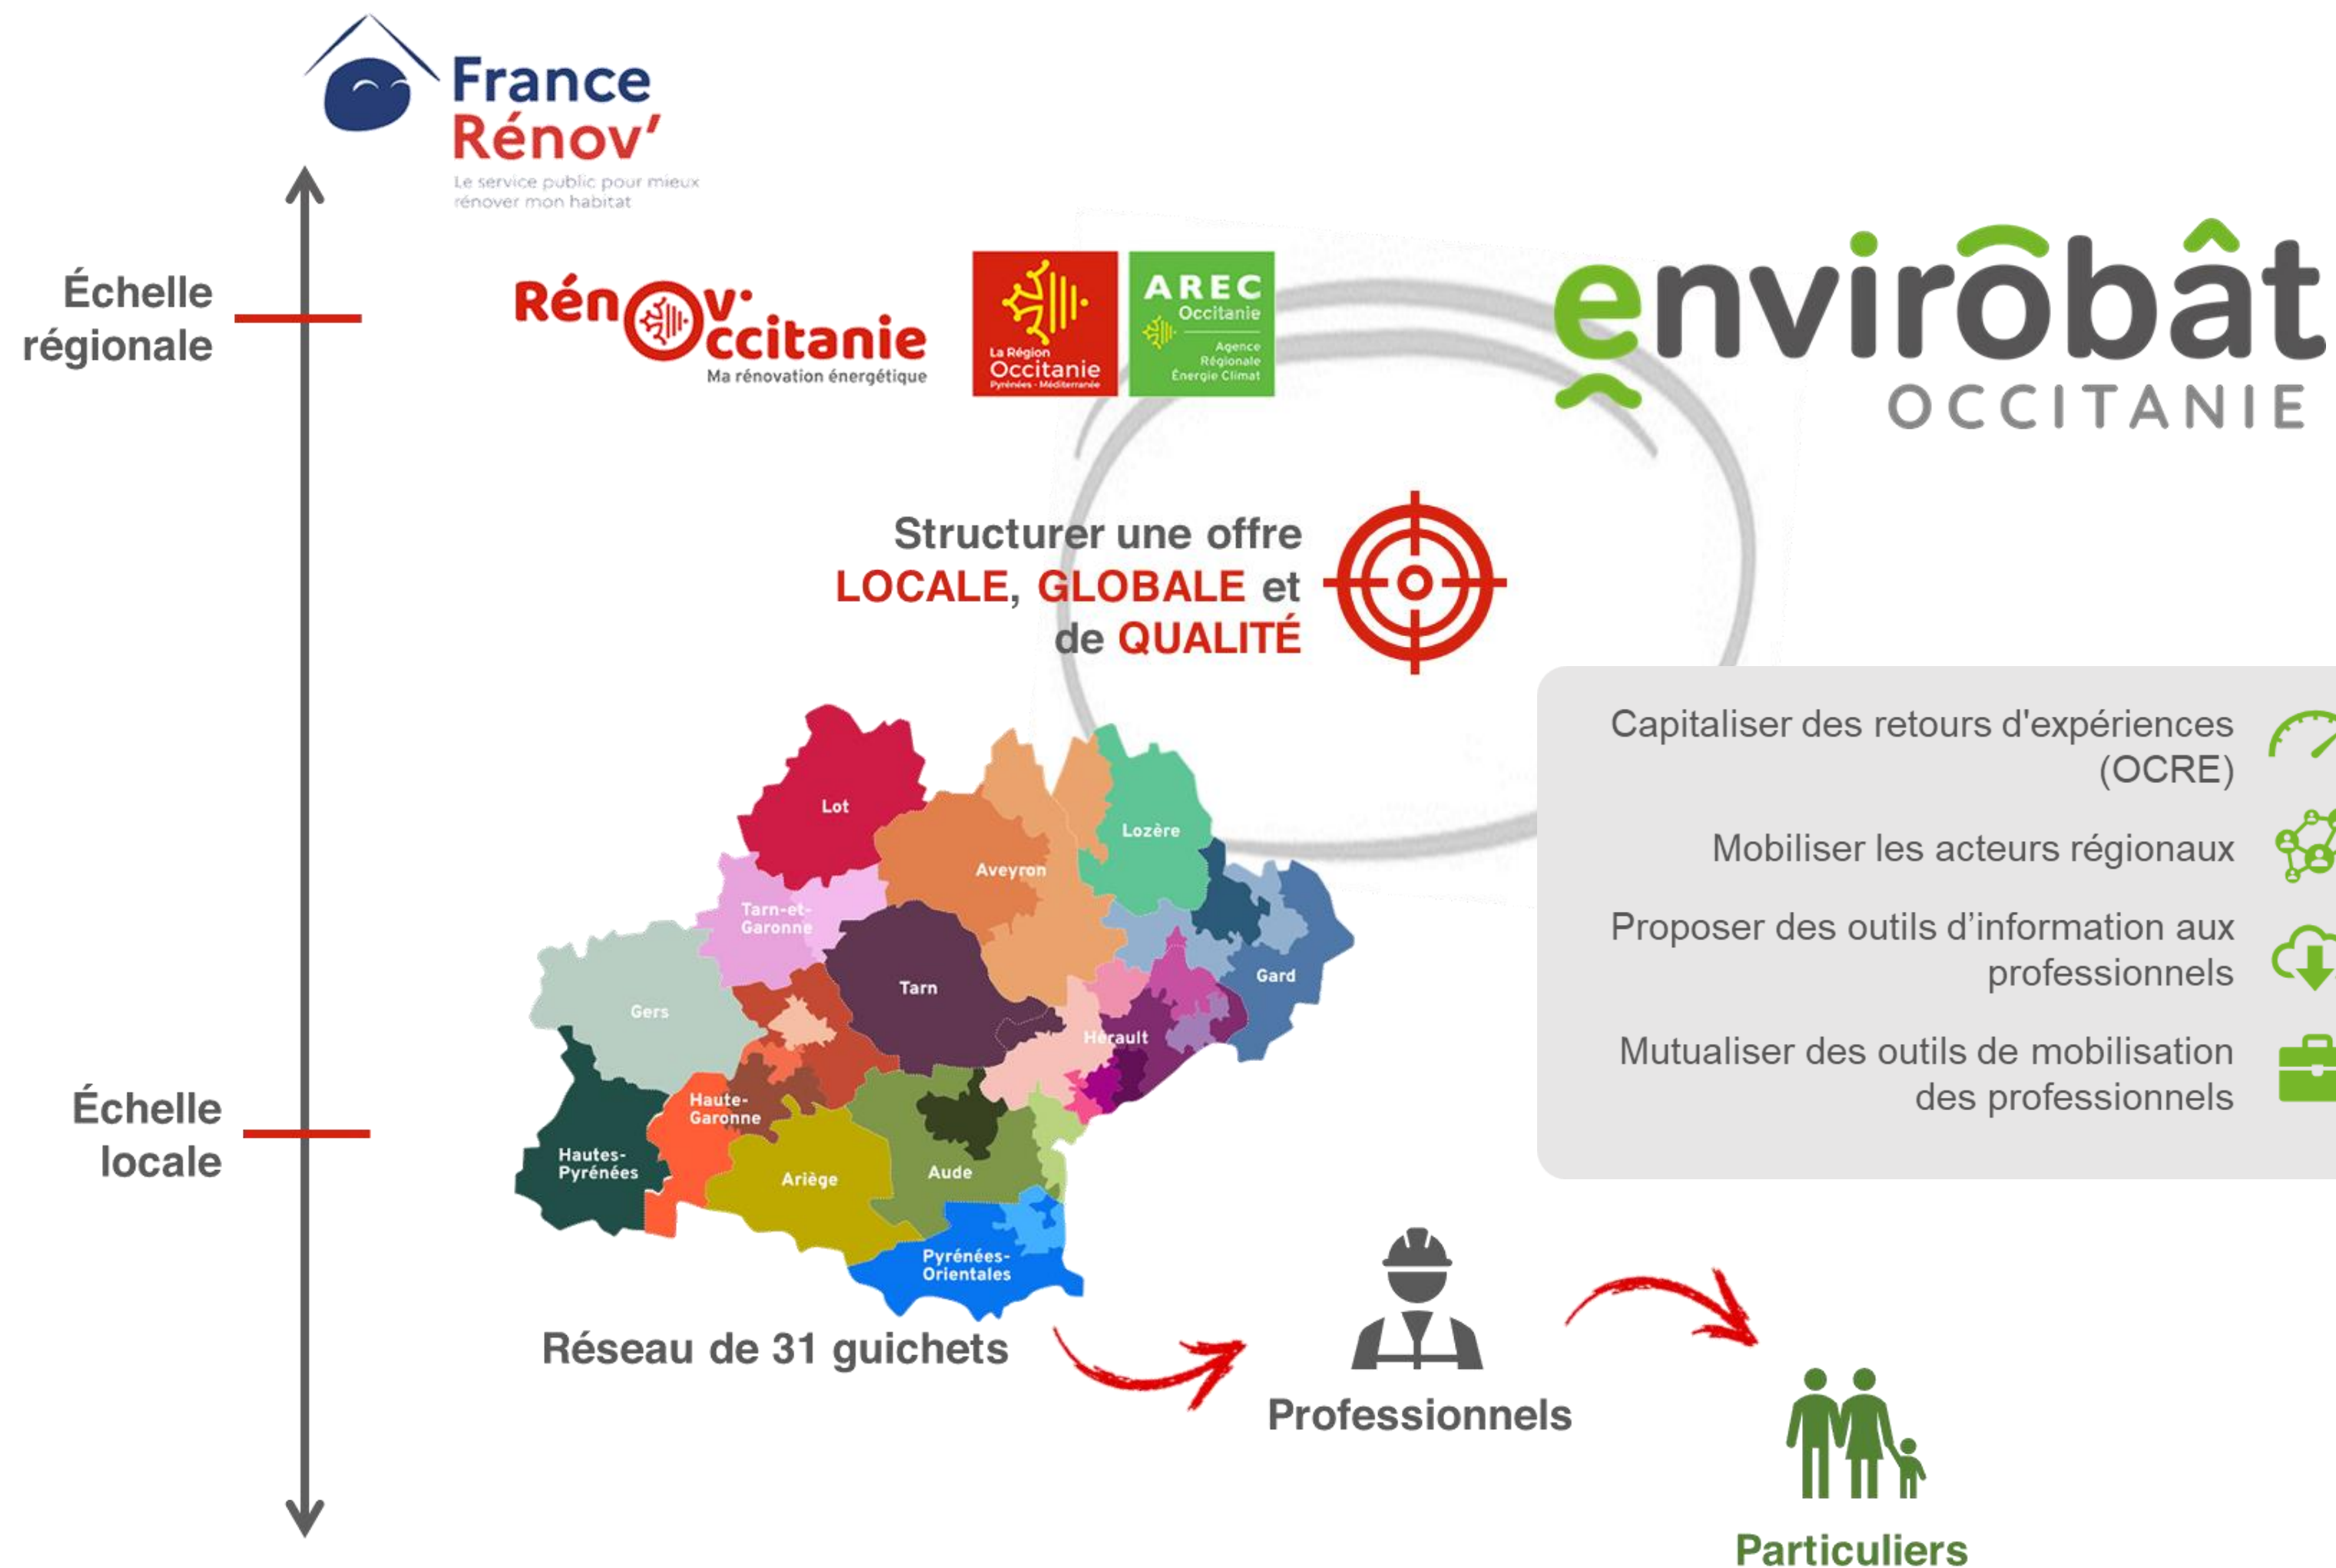 France
Rénov'
Le service public pour mieux
rénover mon habitat
Échelle
régionale
Rénov'
Occitanie
Ma rénovation énergétique
La Région
Occitanie
Pyrénées - Méditerranée
AREC
Occitanie
Agence
Régionale
Énergie Climat
envirôbât
OCCITANIE
Structurer une offre
LOCALE, GLOBALE et
de QUALITÉ
Capitaliser des retours d'expériences
(OCRE)
Mobiliser les acteurs régionaux
Proposer des outils d’information aux
professionnels
Mutualiser des outils de mobilisation
des professionnels
Lot
Lozère
Aveyron
Tarn-et-
Garonne
Gard
Tarn
Gers
Hérault
Échelle
locale
Haute-
Garonne
Hautes-
Pyrénées
Ariège
Aude
Pyrénées-
Orientales
Réseau de 31 guichets
Professionnels
Particuliers